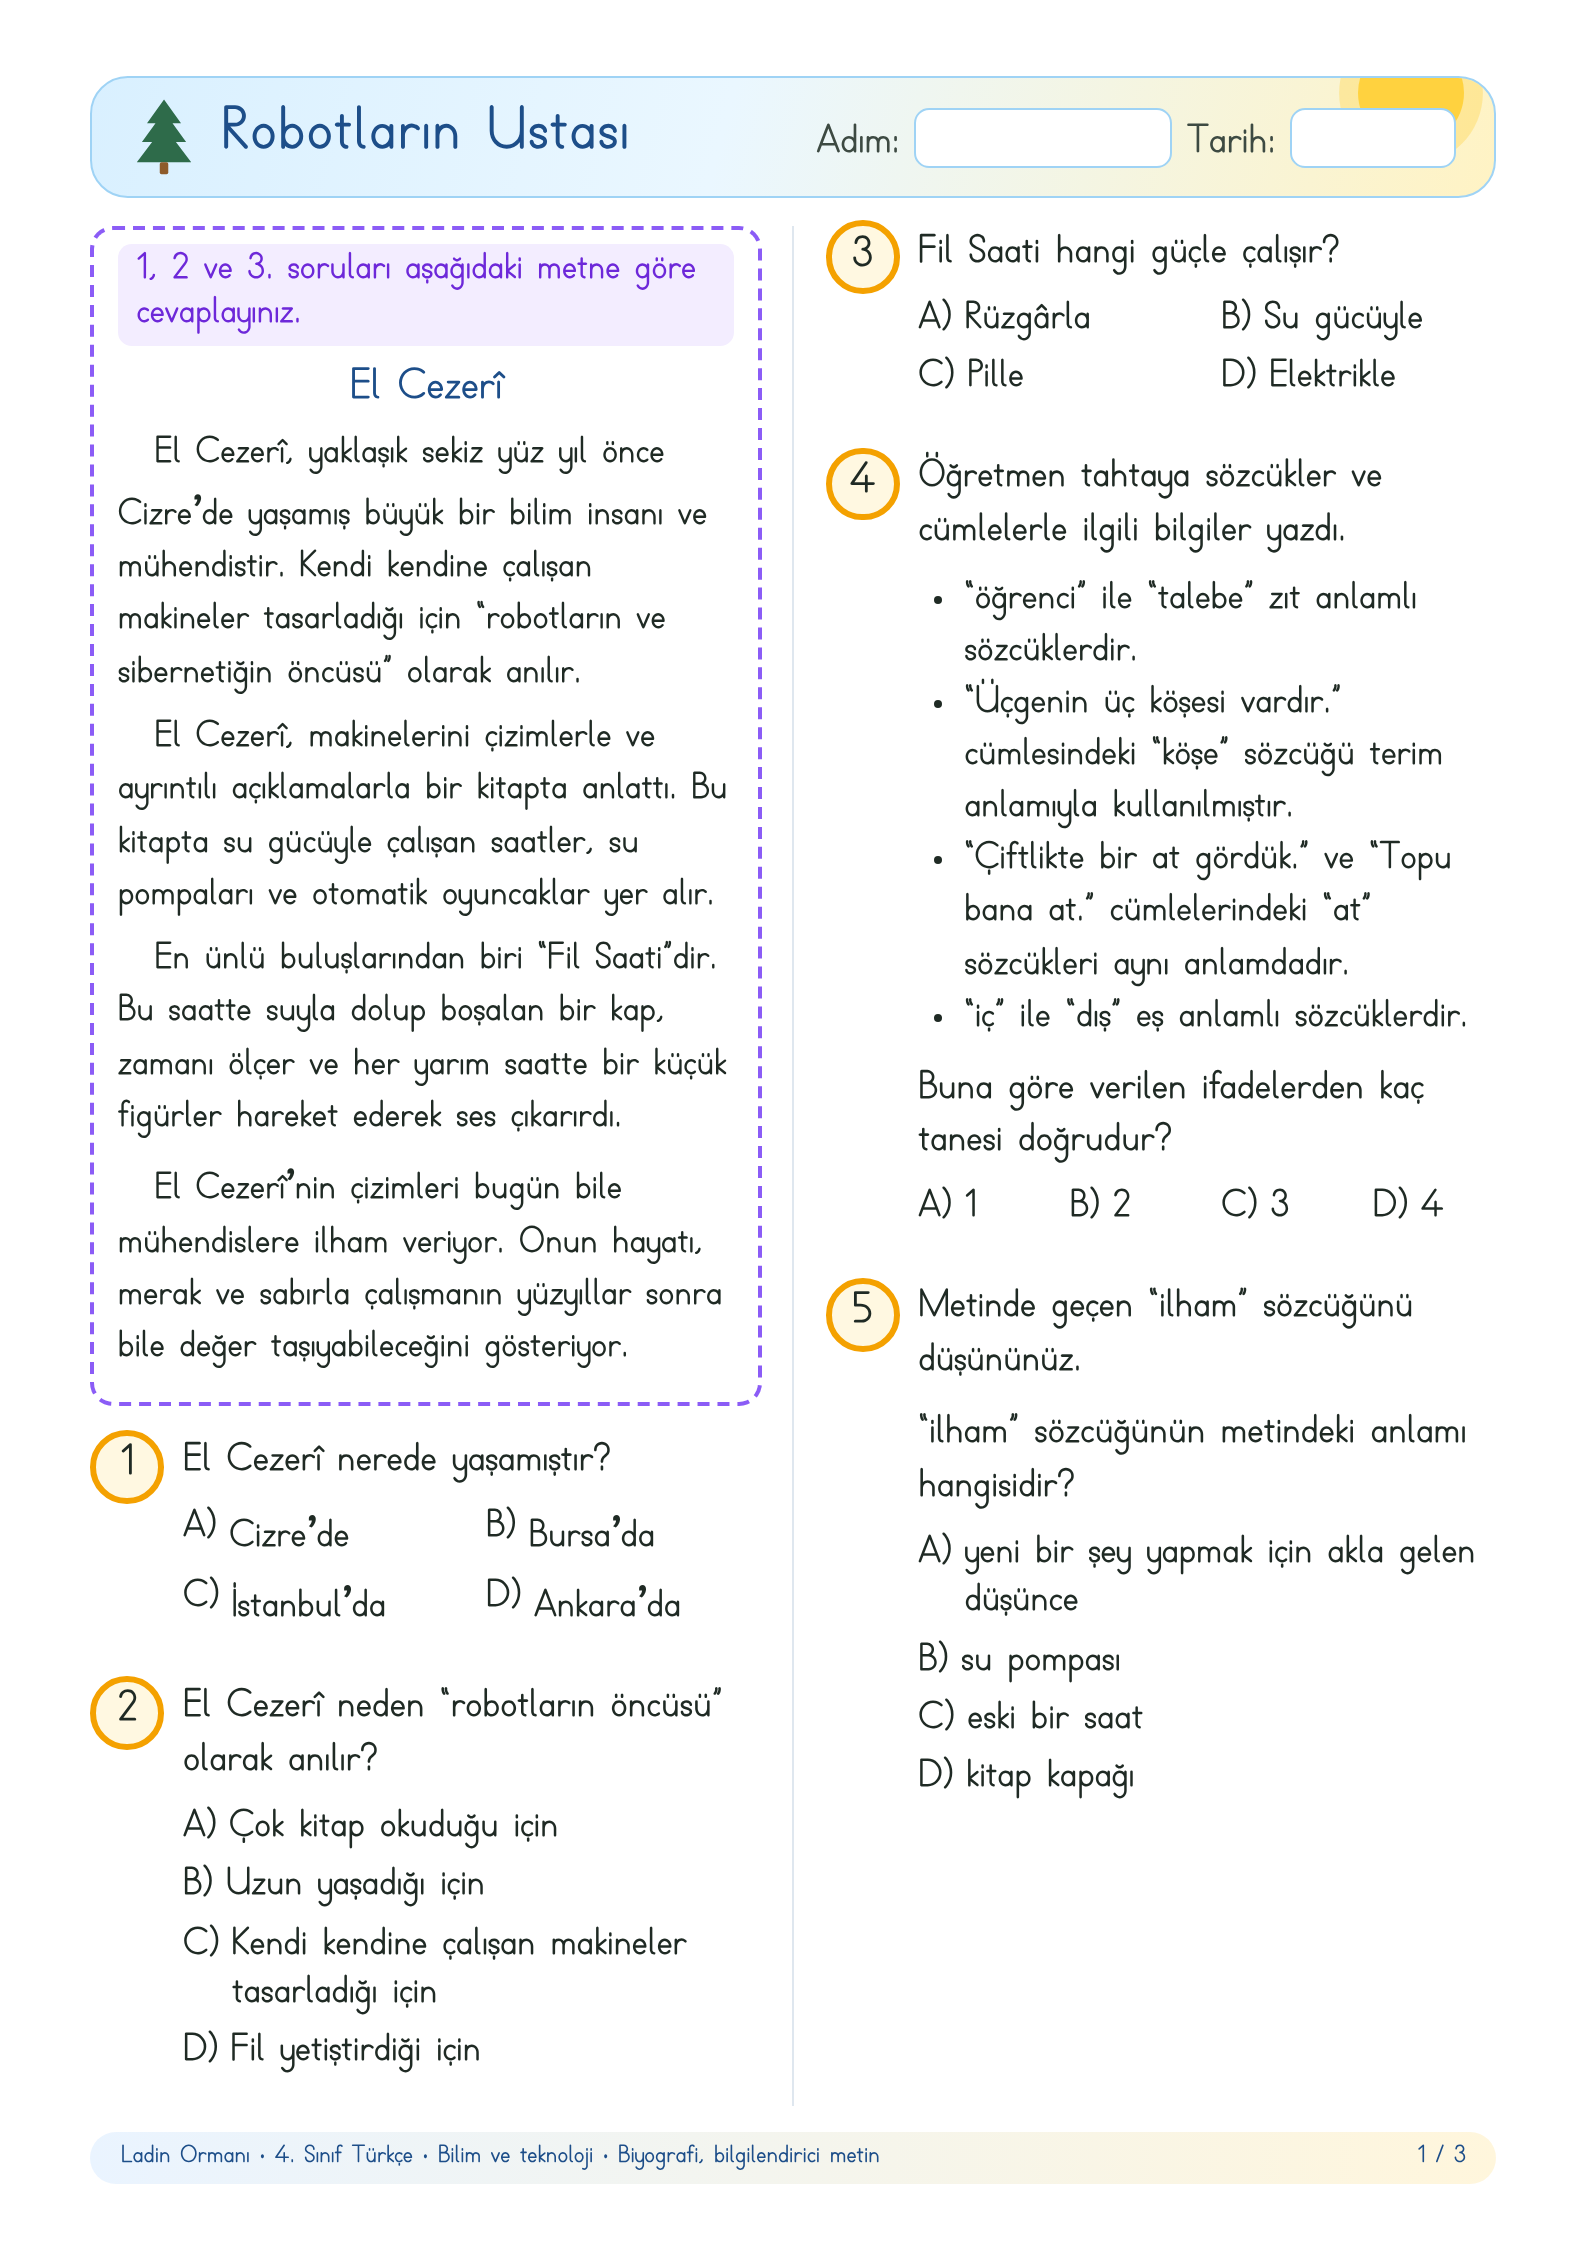 Robotların Ustası
Adım:
Tarih:
1, 2 ve 3. soruları aşağıdaki metne göre
cevaplayınız.
El Cezerî
El Cezerî, yaklaşık sekiz yüz yıl önce
Cizre’de yaşamış büyük bir bilim insanı ve
mühendistir. Kendi kendine çalışan
makineler tasarladığı için “robotların ve
sibernetiğin öncüsü” olarak anılır.
El Cezerî, makinelerini çizimlerle ve
ayrıntılı açıklamalarla bir kitapta anlattı. Bu
kitapta su gücüyle çalışan saatler, su
pompaları ve otomatik oyuncaklar yer alır.
En ünlü buluşlarından biri “Fil Saati”dir.
Bu saatte suyla dolup boşalan bir kap,
zamanı ölçer ve her yarım saatte bir küçük
figürler hareket ederek ses çıkarırdı.
El Cezerî’nin çizimleri bugün bile
mühendislere ilham veriyor. Onun hayatı,
merak ve sabırla çalışmanın yüzyıllar sonra
bile değer taşıyabileceğini gösteriyor.
1 El Cezerî nerede yaşamıştır?
A) Cizre’de B) Bursa’da
C) İstanbul’da D) Ankara’da
2 El Cezerî neden “robotların öncüsü”
olarak anılır?
A) Çok kitap okuduğu için
B) Uzun yaşadığı için
C) Kendi kendine çalışan makineler
tasarladığı için
D) Fil yetiştirdiği için
3 Fil Saati hangi güçle çalışır?
A) Rüzgârla B) Su gücüyle
C) Pille D) Elektrikle
4 Öğretmen tahtaya sözcükler ve
cümlelerle ilgili bilgiler yazdı.
• “öğrenci” ile “talebe” zıt anlamlı
sözcüklerdir.
• “Üçgenin üç köşesi vardır.”
cümlesindeki “köşe” sözcüğü terim
anlamıyla kullanılmıştır.
• “Çiftlikte bir at gördük.” ve “Topu
bana at.” cümlelerindeki “at”
sözcükleri aynı anlamdadır.
• “iç” ile “dış” eş anlamlı sözcüklerdir.
Buna göre verilen ifadelerden kaç
tanesi doğrudur?
A) 1 B) 2 C) 3 D) 4
5 Metinde geçen “ilham” sözcüğünü
düşününüz.
“ilham” sözcüğünün metindeki anlamı
hangisidir?
A) yeni bir şey yapmak için akla gelen
düşünce
B) su pompası
C) eski bir saat
D) kitap kapağı
Ladin Ormanı • 4. Sınıf Türkçe • Bilim ve teknoloji • Biyografi, bilgilendirici metin
1 / 3